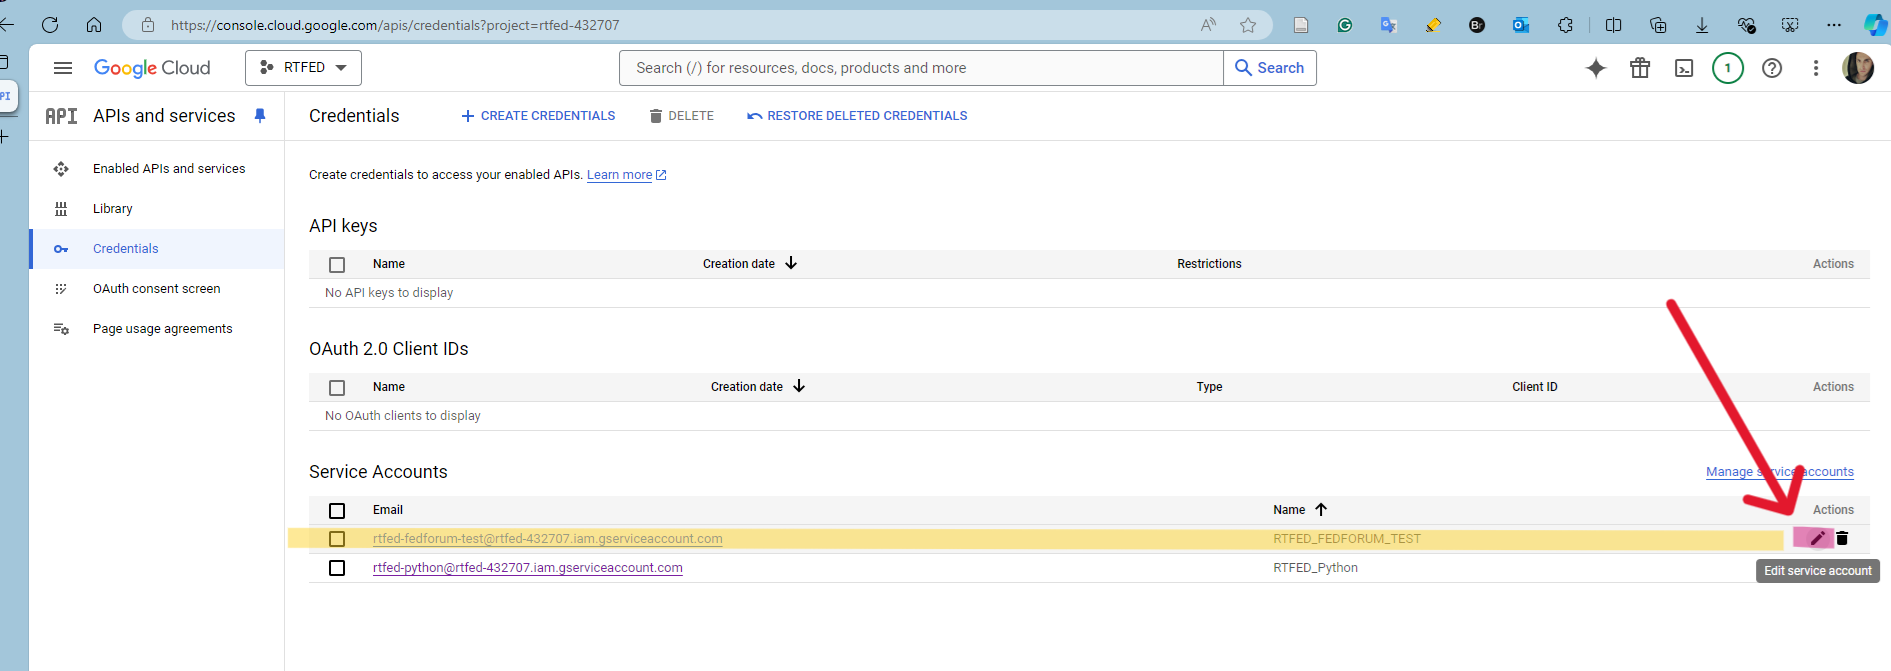 https://console.cloud.google.com/apis/credentials?project=rtfed-432707
Google Cloud
RTFED
Search (/) for resources, docs, products and more
Search
1
API
APIs and services
Credentials
CREATE CREDENTIALS
DELETE
RESTORE DELETED CREDENTIALS
Enabled APIs and services
Library
Credentials
OAuth consent screen
Page usage agreements
Create credentials to access your enabled APIs. Learn more
API keys
Name Creation date Restrictions Actions
No API keys to display
OAuth 2.0 Client IDs
Name Creation date Type Client ID Actions
No OAuth clients to display
Service Accounts
Manage service accounts
Email Name Actions
rtfed-fedforum-test@rtfed-432707.iam.gserviceaccount.com RTFED_FEDFORUM_TEST
rtfed-python@rtfed-432707.iam.gserviceaccount.com RTFED_Python
Edit service account